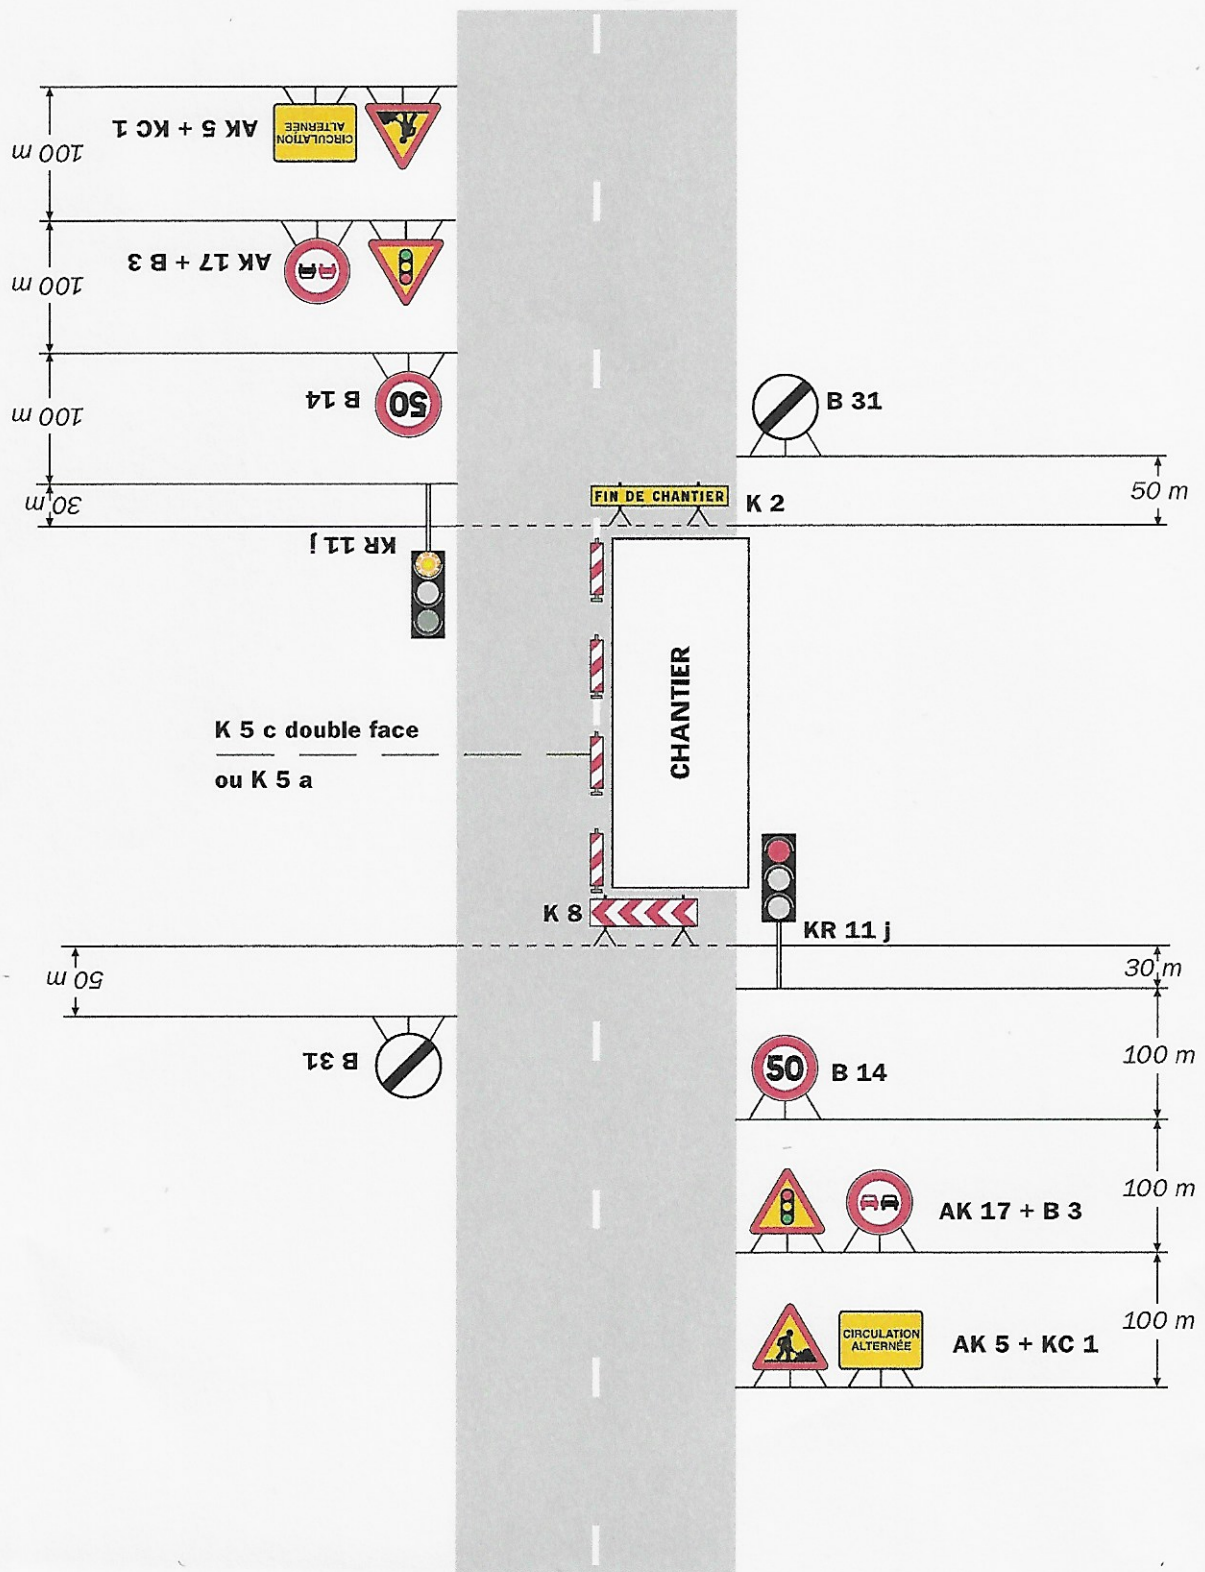 100 m
AK 5 + KC 1
CIRCULATION
ALTERNÉE
100 m
AK 17 + B 3
100 m
B 14
50
B 31
30 m
50 m
FIN DE CHANTIER
K 2
KR 11 j
CHANTIER
K 5 c double face
ou K 5 a
K 8
KR 11 j
50 m
30 m
B 31
50
B 14
100 m
AK 17 + B 3
100 m
CIRCULATION
ALTERNÉE
AK 5 + KC 1
100 m